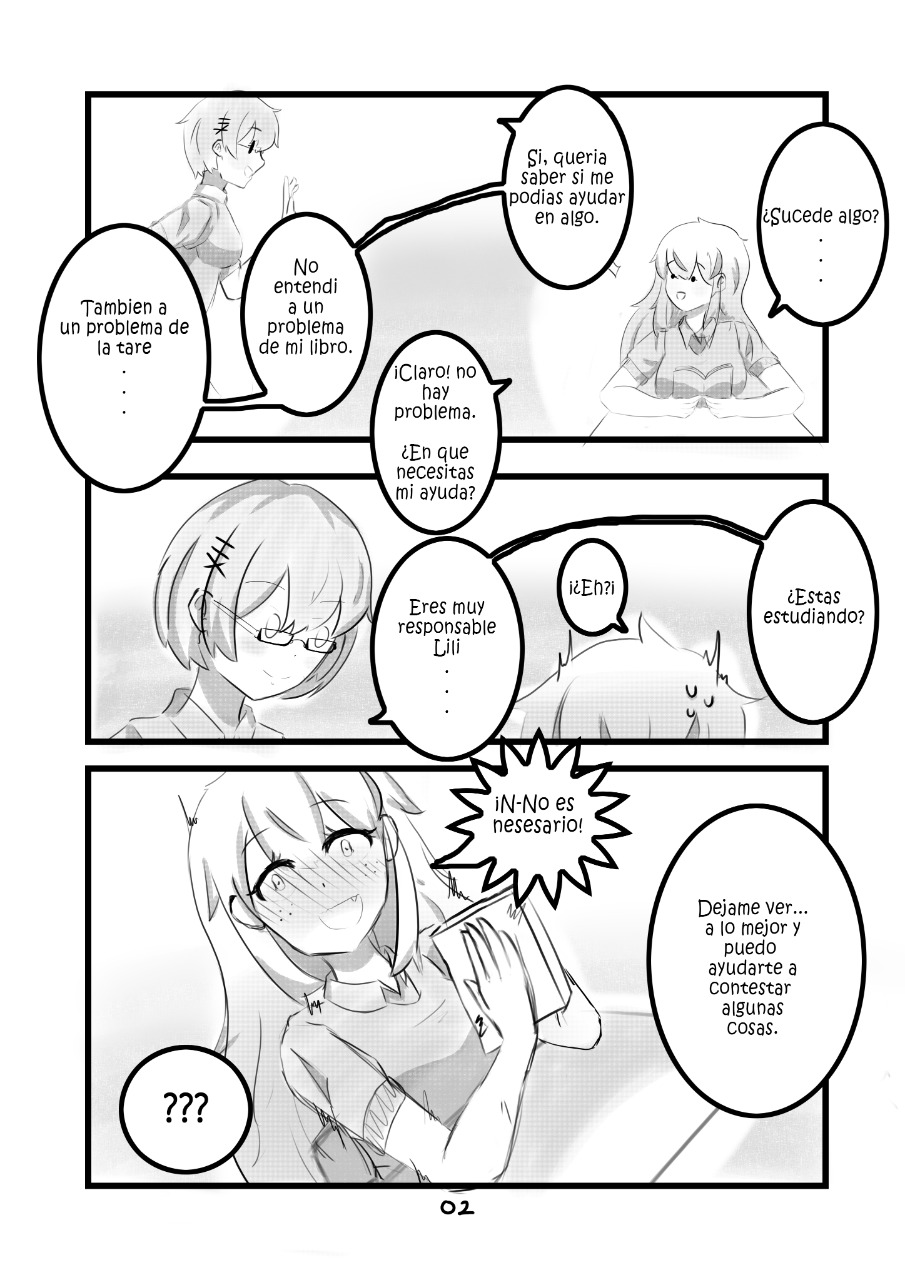 ¿Sucede algo?
. . . .
Si, queria
saber si me
podias ayudar
en algo.
No
entendi
a un
problema
de mi libro.
Tambien a
un problema de
la tare
. . . .
¡Claro! no
hay
problema.
¿En que
necesitas
mi ayuda?
¿Estas
estudiando?
¡¿Eh?¡
Eres muy
responsable
Lili
. . . .
¡N-No es
nesesario!
Dejame ver...
a lo mejor y
puedo
ayudarte a
contestar
algunas
cosas.
???
02